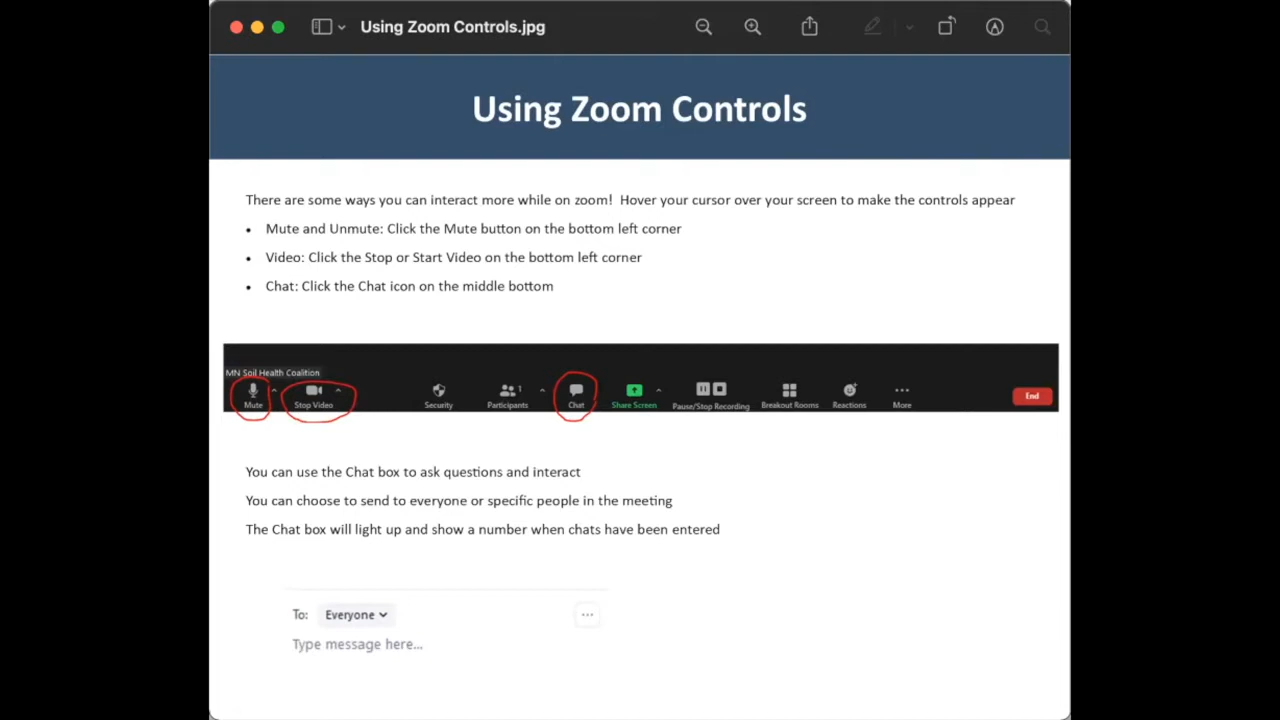 Using Zoom Controls.jpg
Using Zoom Controls
There are some ways you can interact more while on zoom!  Hover your cursor over your screen to make the controls appear
• Mute and Unmute: Click the Mute button on the bottom left corner
• Video: Click the Stop or Start Video on the bottom left corner
• Chat: Click the Chat icon on the middle bottom
MN Soil Health Coalition
1
Mute Stop Video Security Participants Chat Share Screen Pause/Stop Recording Breakout Rooms Reactions More End
You can use the Chat box to ask questions and interact
You can choose to send to everyone or specific people in the meeting
The Chat box will light up and show a number when chats have been entered
To: Everyone
Type message here...